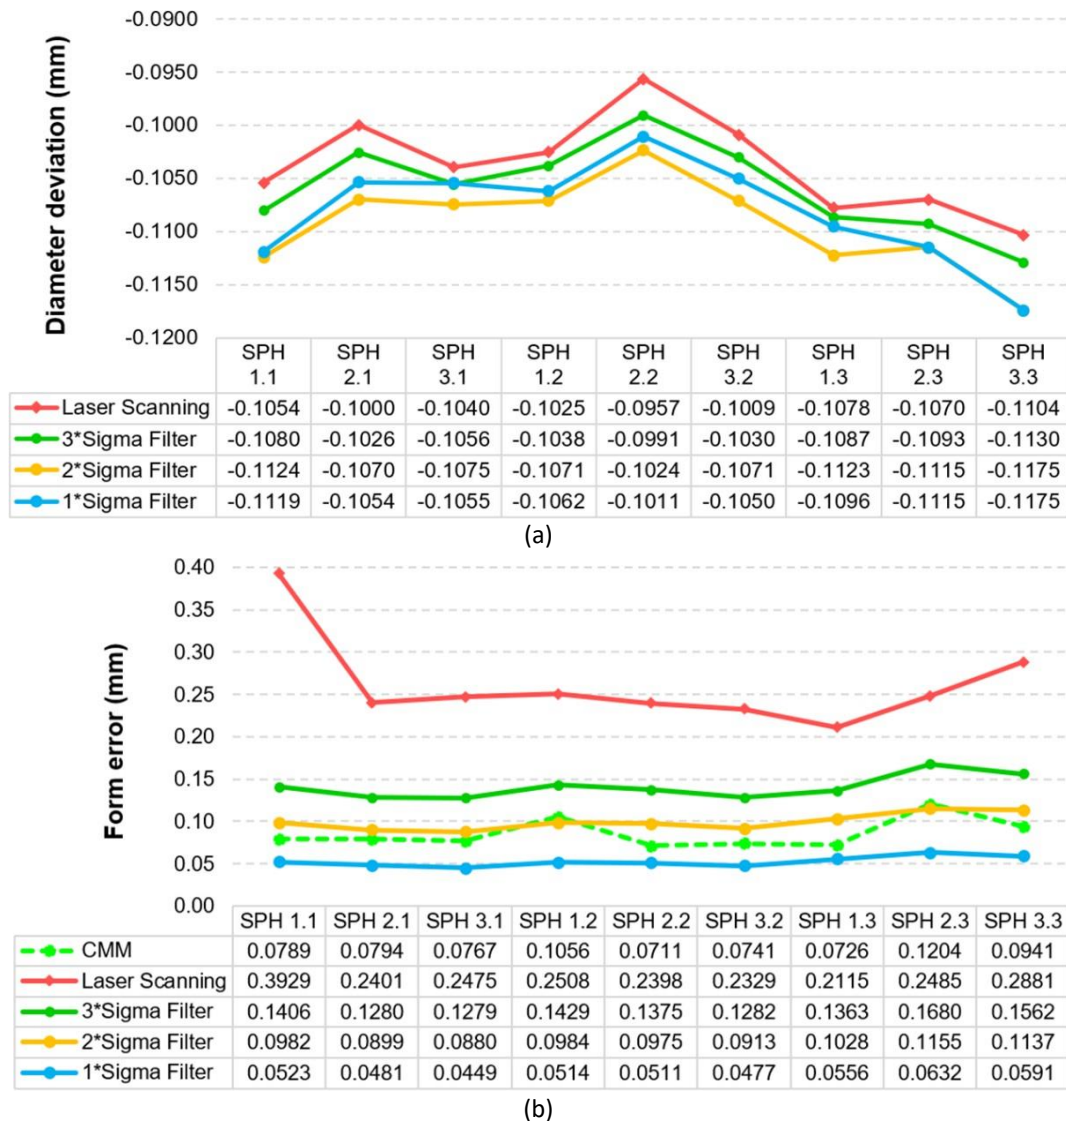 -0.0900
-0.0950
-0.1000
-0.1050
-0.1100
-0.1150
-0.1200
Diameter deviation (mm)
SPH 1.1 SPH 2.1 SPH 3.1 SPH 1.2 SPH 2.2 SPH 3.2 SPH 1.3 SPH 2.3 SPH 3.3
Laser Scanning -0.1054 -0.1000 -0.1040 -0.1025 -0.0957 -0.1009 -0.1078 -0.1070 -0.1104
3*Sigma Filter -0.1080 -0.1026 -0.1056 -0.1038 -0.0991 -0.1030 -0.1087 -0.1093 -0.1130
2*Sigma Filter -0.1124 -0.1070 -0.1075 -0.1071 -0.1024 -0.1071 -0.1123 -0.1115 -0.1175
1*Sigma Filter -0.1119 -0.1054 -0.1055 -0.1062 -0.1011 -0.1050 -0.1096 -0.1115 -0.1175
(a)
0.40
0.35
0.30
0.25
0.20
0.15
0.10
0.05
0.00
Form error (mm)
SPH 1.1 SPH 2.1 SPH 3.1 SPH 1.2 SPH 2.2 SPH 3.2 SPH 1.3 SPH 2.3 SPH 3.3
CMM 0.0789 0.0794 0.0767 0.1056 0.0711 0.0741 0.0726 0.1204 0.0941
Laser Scanning 0.3929 0.2401 0.2475 0.2508 0.2398 0.2329 0.2115 0.2485 0.2881
3*Sigma Filter 0.1406 0.1280 0.1279 0.1429 0.1375 0.1282 0.1363 0.1680 0.1562
2*Sigma Filter 0.0982 0.0899 0.0880 0.0984 0.0975 0.0913 0.1028 0.1155 0.1137
1*Sigma Filter 0.0523 0.0481 0.0449 0.0514 0.0511 0.0477 0.0556 0.0632 0.0591
(b)